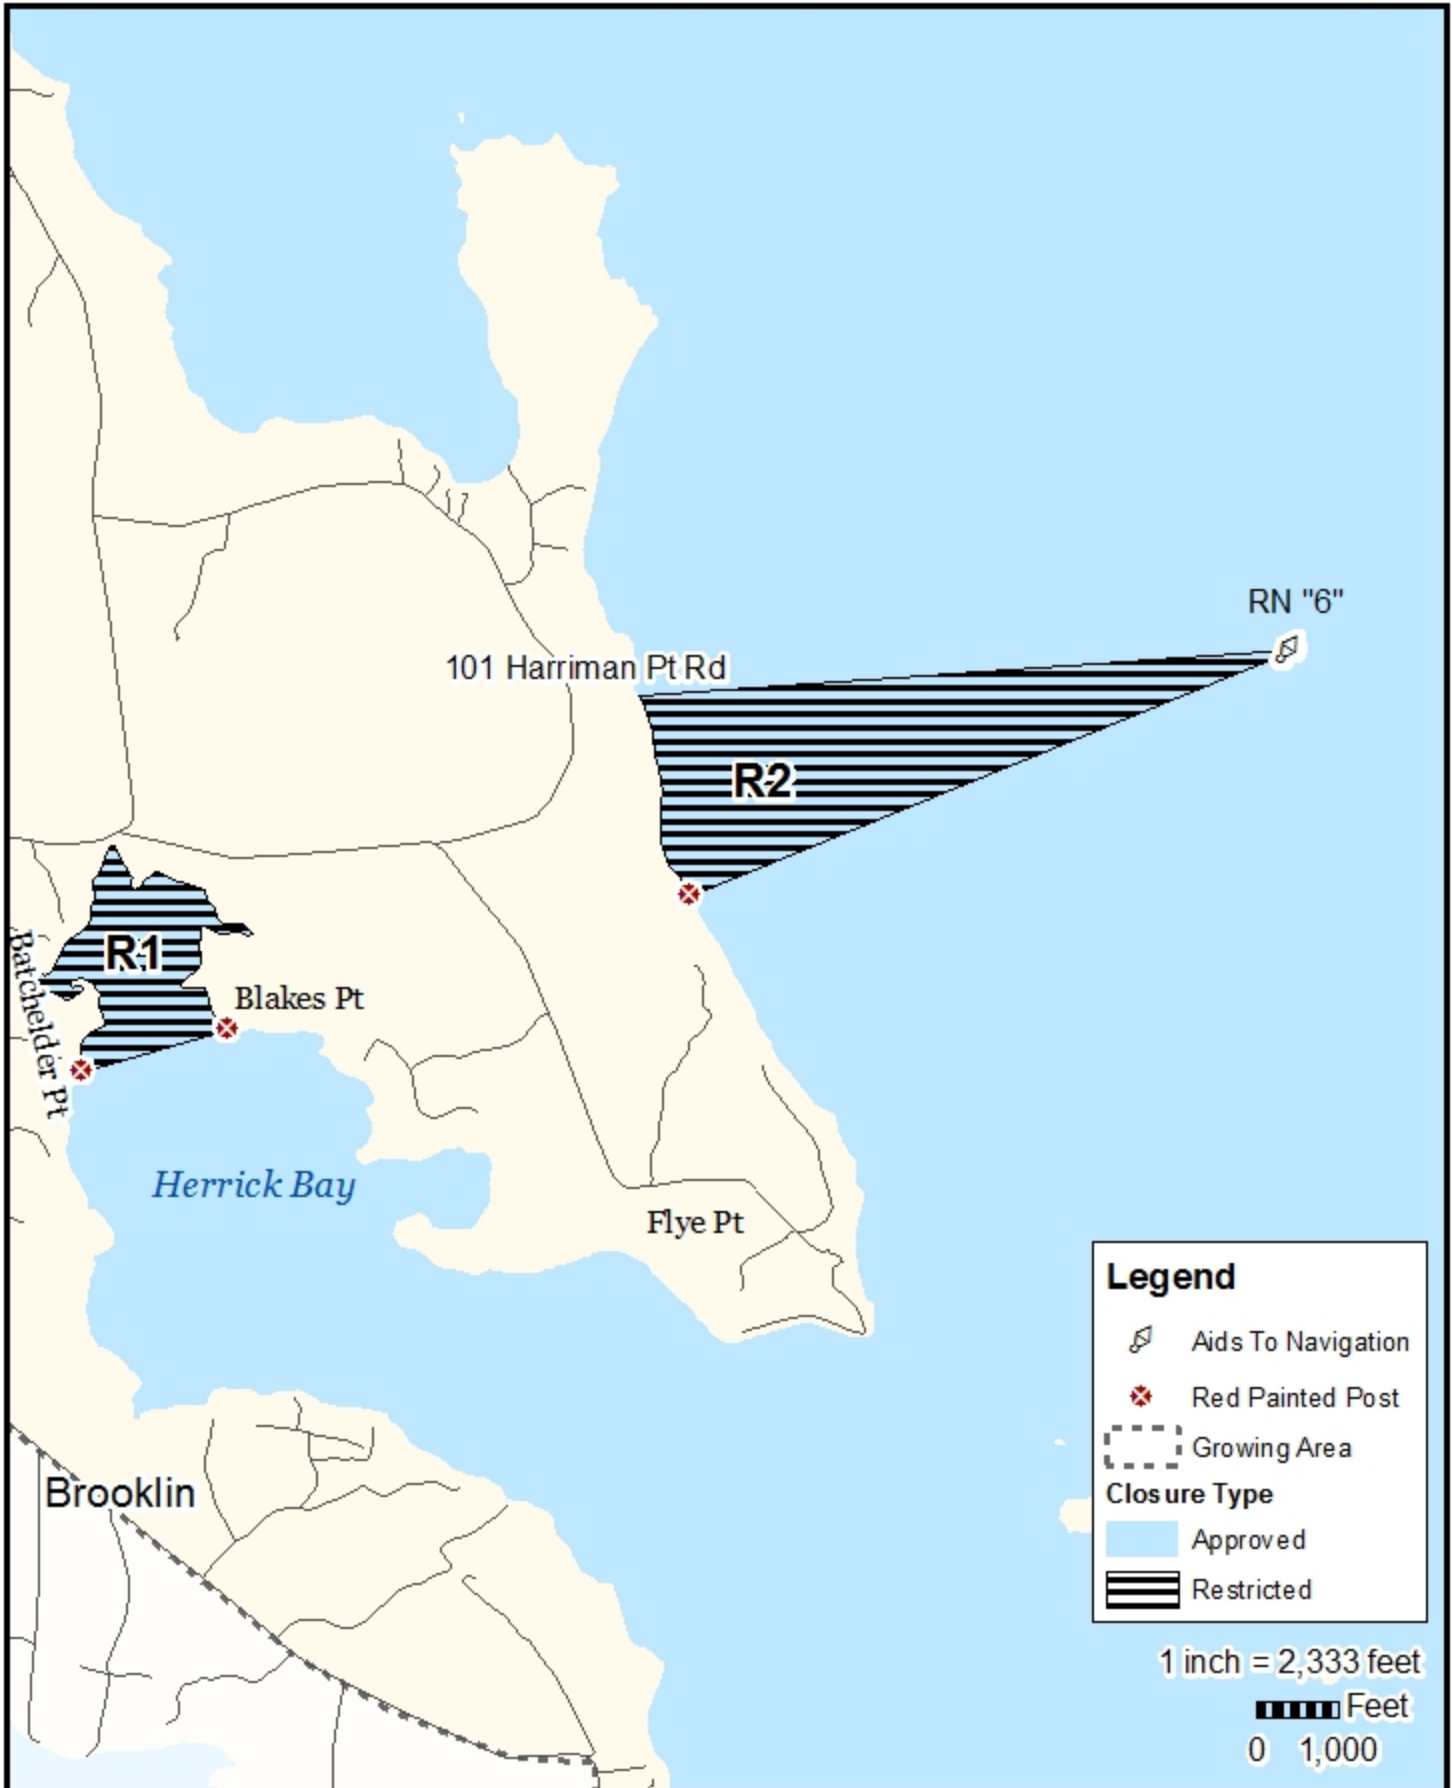 RN "6"
101 Harriman Pt Rd
R2
R1
Blakes Pt
Batchelder Pt
Herrick Bay
Flye Pt
Legend
Aids To Navigation
Red Painted Post
Growing Area
Closure Type
Approved
Restricted
Brooklin
1 inch = 2,333 feet
Feet
0 1,000